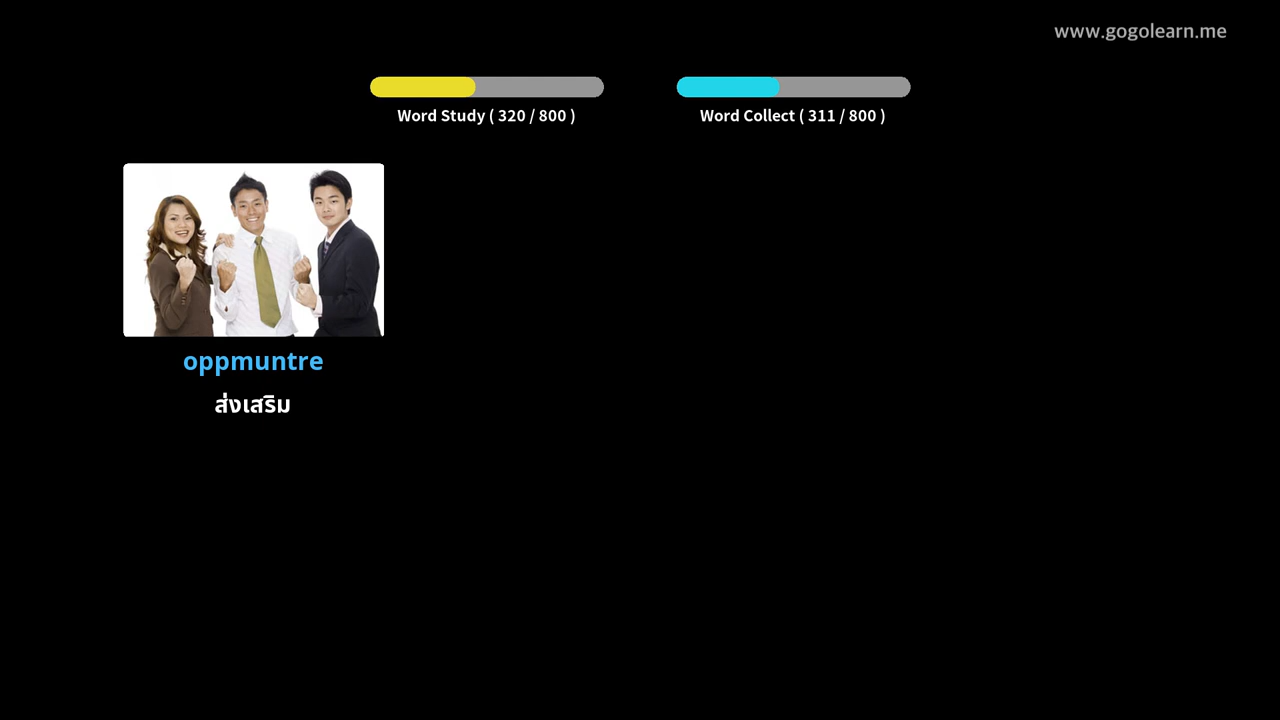 www.gogolearn.me
Word Study ( 320 / 800 )
Word Collect ( 311 / 800 )
oppmuntre
ส่งเสริม